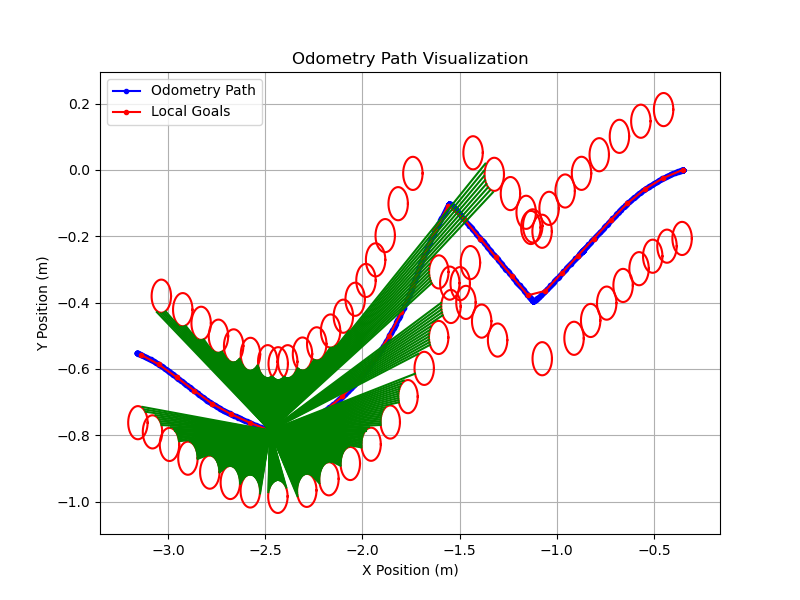 Odometry Path Visualization
Odometry Path
Local Goals
Y Position (m)
0.2
0.0
−0.2
−0.4
−0.6
−0.8
−1.0
−3.0
−2.5
−2.0
−1.5
−1.0
−0.5
X Position (m)